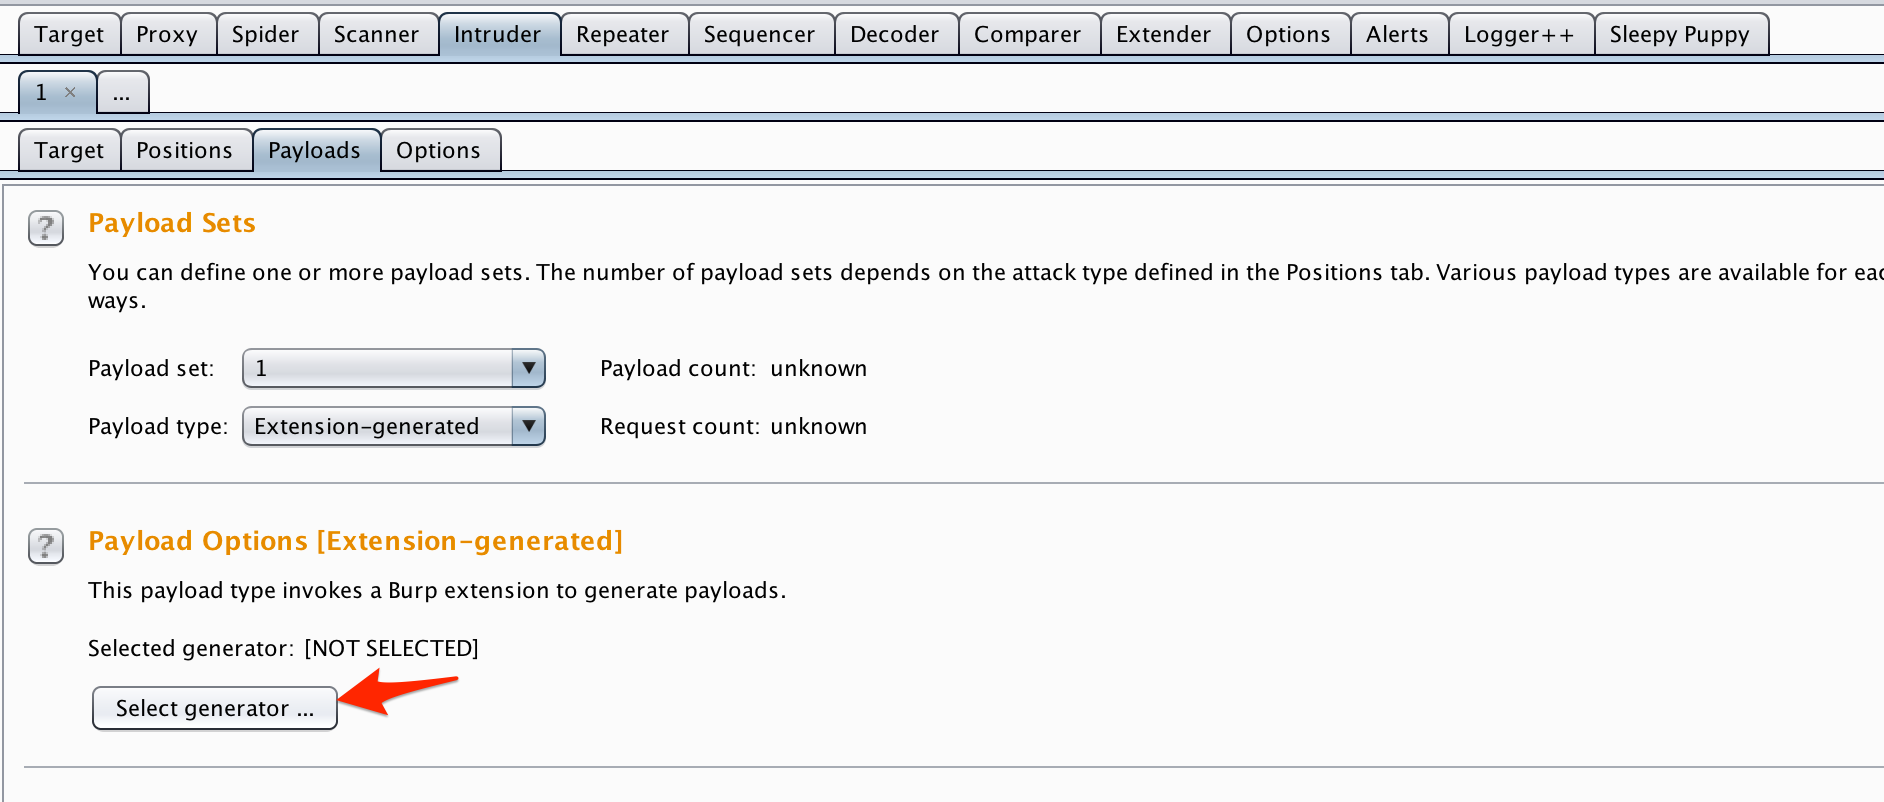 Target Proxy Spider Scanner Intruder Repeater Sequencer Decoder Comparer Extender Options Alerts Logger++ Sleepy Puppy
1 × ...
Target Positions Payloads Options
? Payload Sets
You can define one or more payload sets. The number of payload sets depends on the attack type defined in the Positions tab. Various payload types are available for eac
ways.
Payload set: 1 Payload count: unknown
Payload type: Extension-generated Request count: unknown
? Payload Options [Extension-generated]
This payload type invokes a Burp extension to generate payloads.
Selected generator: [NOT SELECTED]
Select generator ...